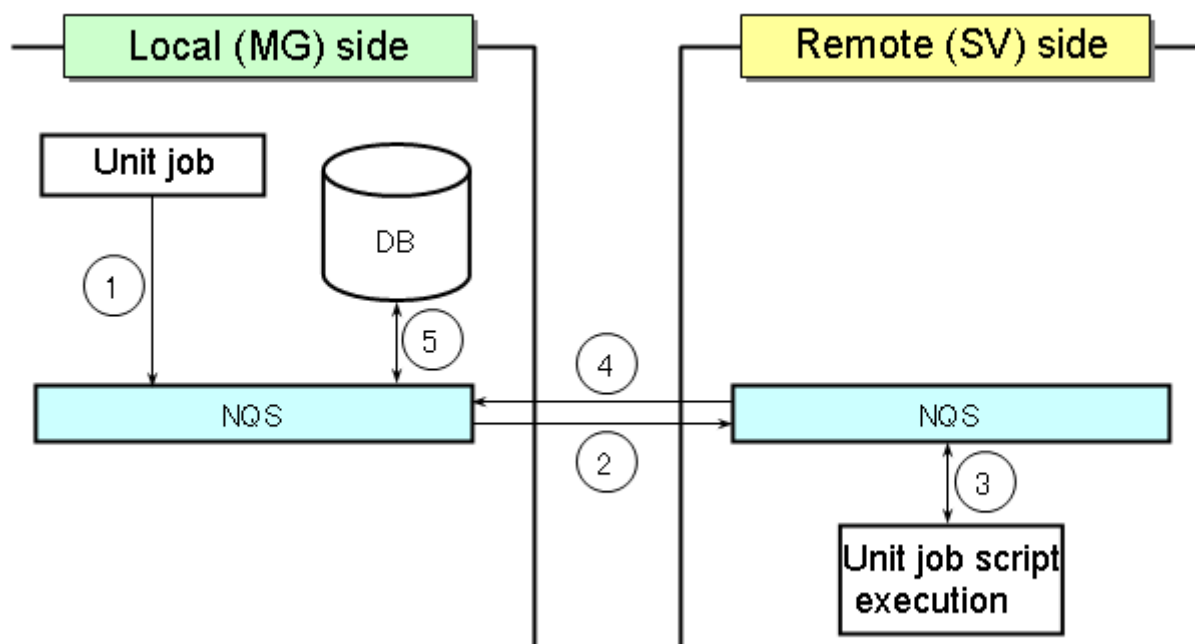 Local (MG) side
Remote (SV) side
Unit job
DB
1
5
4
NQS
NQS
2
3
Unit job script
execution